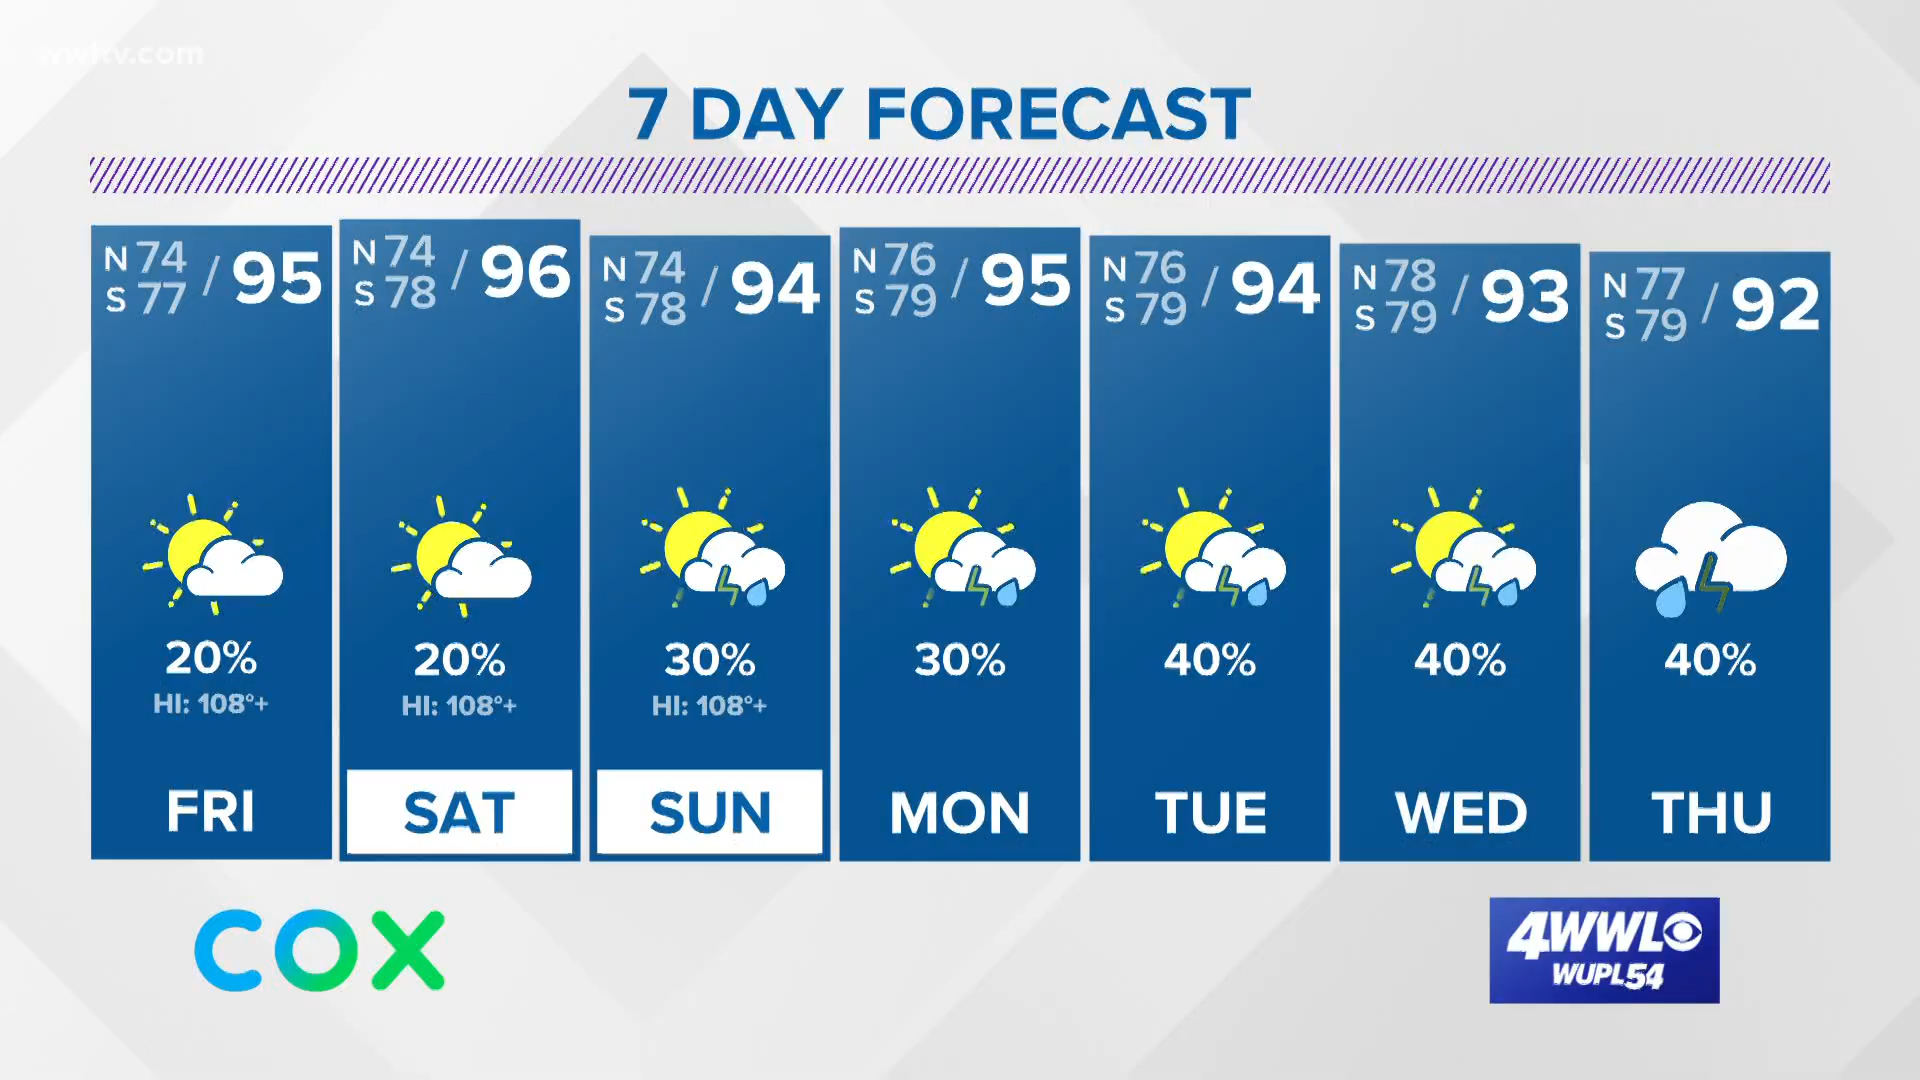 7 DAY FORECAST
N 74 / 95
S 77
20%
HI: 108°+
FRI
N 74 / 96
S 78
20%
HI: 108°+
SAT
N 74 / 94
S 78
30%
HI: 108°+
SUN
N 76 / 95
S 79
30%
MON
N 76 / 94
S 79
40%
TUE
N 78 / 93
S 79
40%
WED
N 77 / 92
S 79
40%
THU
COX
4WWL
WUPL54